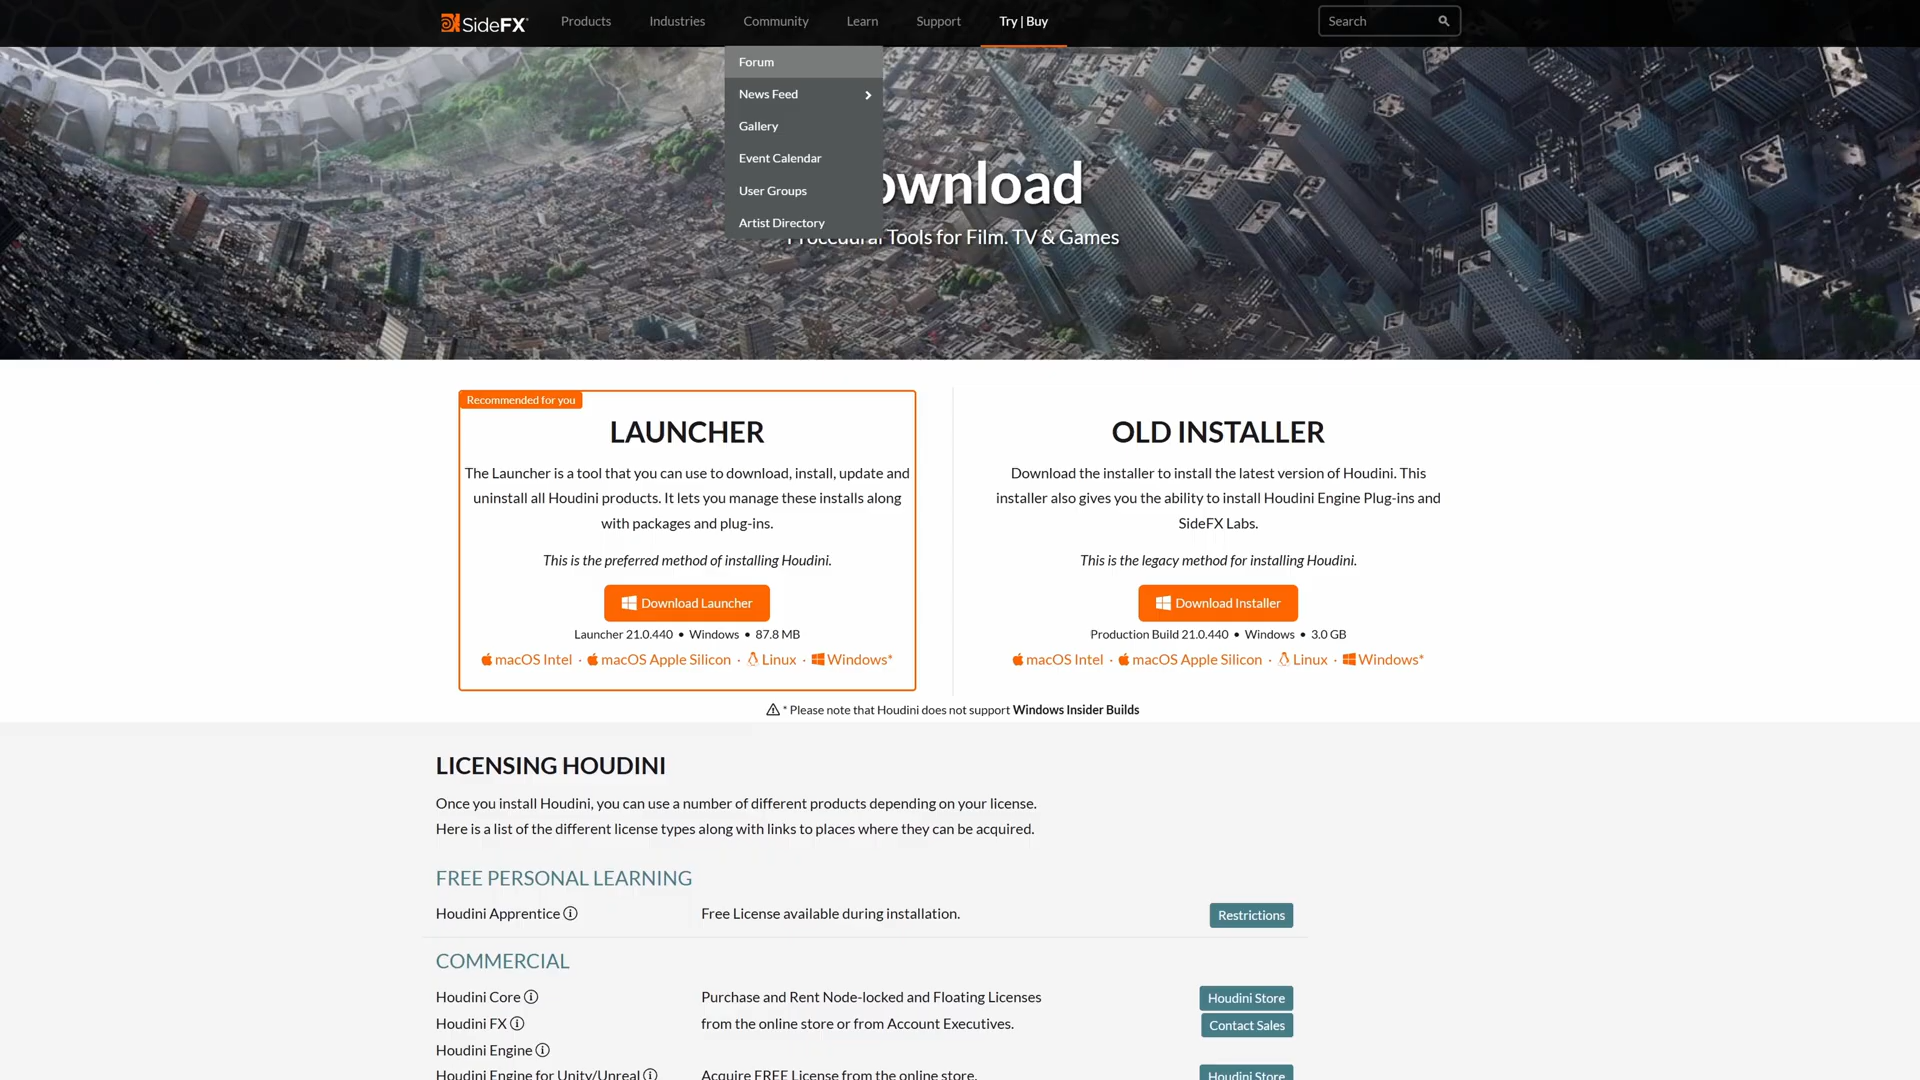 SideFX
Products
Industries
Community
Learn
Support
Try | Buy
Search
Forum
News Feed
Gallery
Event Calendar
User Groups
Artist Directory
ownload
Procedural Tools for Film. TV & Games
Recommended for you
LAUNCHER
The Launcher is a tool that you can use to download, install, update and
uninstall all Houdini products. It lets you manage these installs along
with packages and plug-ins.
This is the preferred method of installing Houdini.
Download Launcher
Launcher 21.0.440 • Windows • 87.8 MB
macOS Intel · macOS Apple Silicon · Linux · Windows*
OLD INSTALLER
Download the installer to install the latest version of Houdini. This
installer also gives you the ability to install Houdini Engine Plug-ins and
SideFX Labs.
This is the legacy method for installing Houdini.
Download Installer
Production Build 21.0.440 • Windows • 3.0 GB
macOS Intel · macOS Apple Silicon · Linux · Windows*
* Please note that Houdini does not support Windows Insider Builds
LICENSING HOUDINI
Once you install Houdini, you can use a number of different products depending on your license.
Here is a list of the different license types along with links to places where they can be acquired.
FREE PERSONAL LEARNING
Houdini Apprentice
Free License available during installation.
Restrictions
COMMERCIAL
Houdini Core
Purchase and Rent Node-locked and Floating Licenses
Houdini Store
Houdini FX
from the online store or from Account Executives.
Contact Sales
Houdini Engine
Houdini Engine for Unity/Unreal
Acquire FREE License from the online store.
Houdini Store